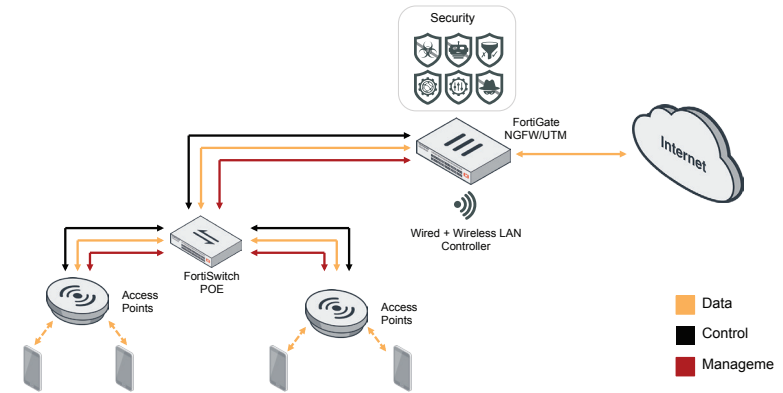 Security
FortiGate
NGFW/UTM
Internet
Wired + Wireless LAN
Controller
FortiSwitch
POE
Access
Points
Access
Points
Data
Control
Manageme